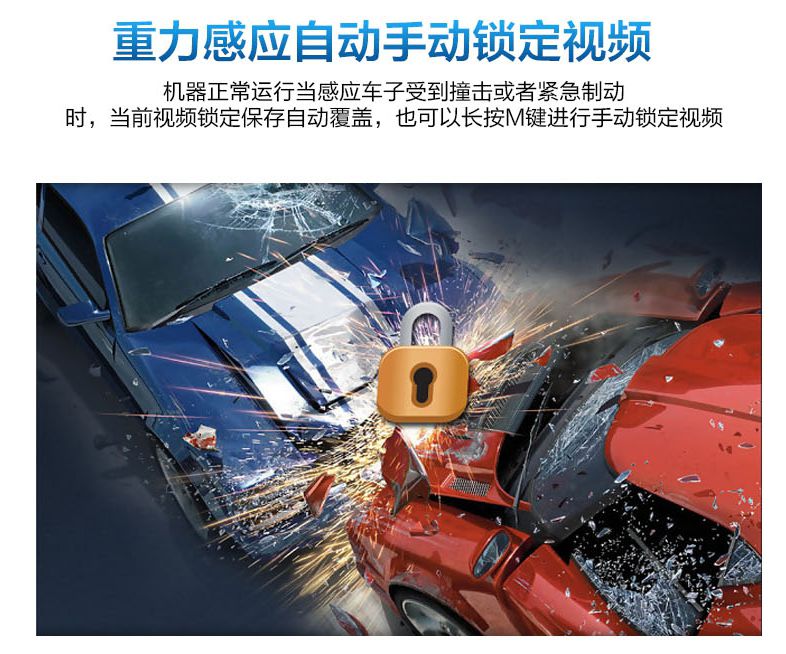 重力感应自动手动锁定视频
机器正常运行当感应车子受到撞击或者紧急制动
时，当前视频锁定保存自动覆盖，也可以长按M键进行手动锁定视频